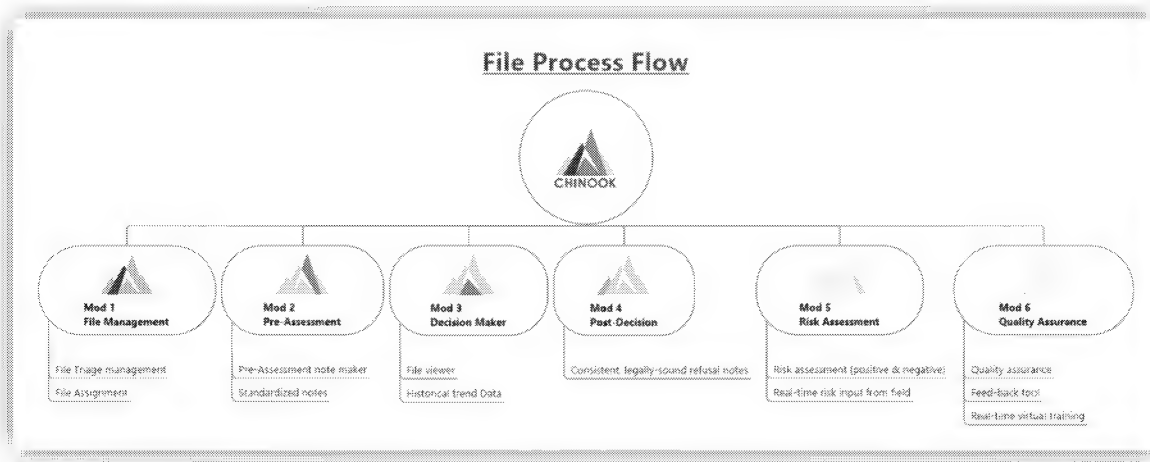 File Process Flow
CHINOOK
Mod 1
File Management
File Triage management
File Assignment
Mod 2
Pre-Assessment
Pre-Assessment note maker
Standardized notes
Mod 3
Decision Maker
File viewer
Historical trend Data
Mod 4
Post-Decision
Consistent, legally-sound refusal notes
Mod 5
Risk Assessment
Risk assessment (positive & negative)
Real-time risk input from field
Mod 6
Quality Assurance
Quality assurance
Feed-back tool
Real-time virtual training